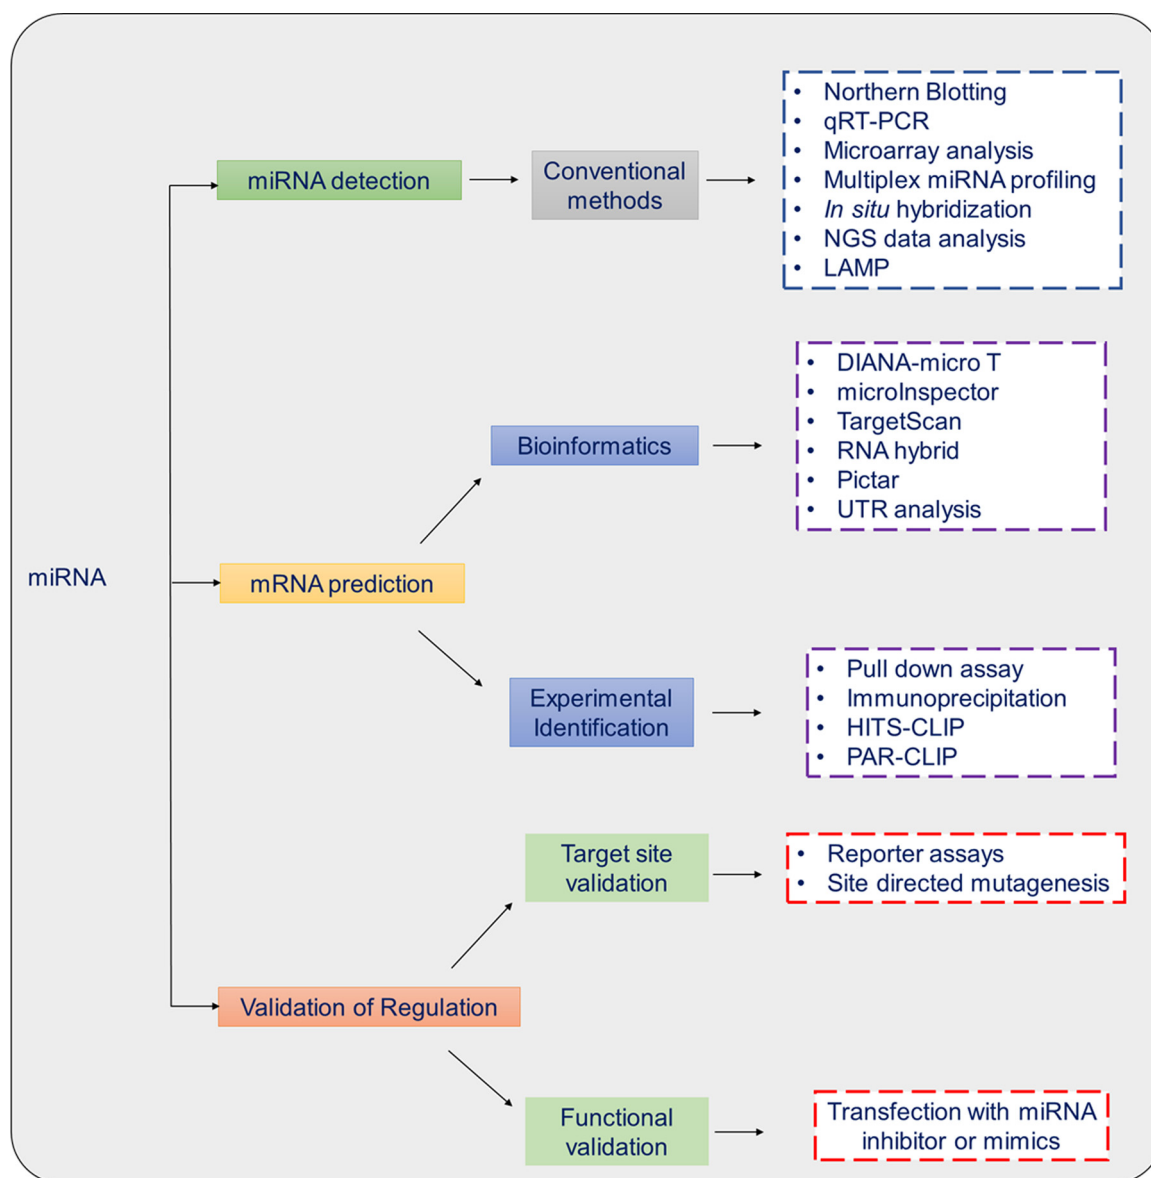 miRNA
miRNA detection
Conventional
methods
• Northern Blotting
• qRT-PCR
• Microarray analysis
• Multiplex miRNA profiling
• In situ hybridization
• NGS data analysis
• LAMP
mRNA prediction
Bioinformatics
• DIANA-micro T
• microInspector
• TargetScan
• RNA hybrid
• Pictar
• UTR analysis
Experimental
Identification
• Pull down assay
• Immunoprecipitation
• HITS-CLIP
• PAR-CLIP
Validation of Regulation
Target site
validation
• Reporter assays
• Site directed mutagenesis
Functional
validation
Transfection with miRNA
inhibitor or mimics